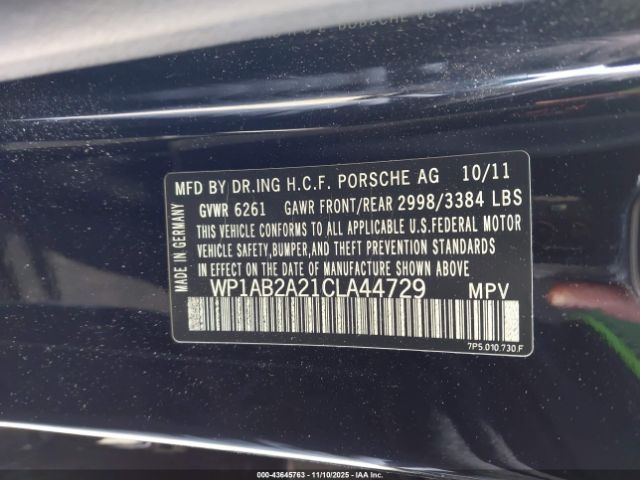 MFD BY DR.ING H.C.F. PORSCHE AG 10/11
GVWR 6261 GAWR FRONT/REAR 2998/3384 LBS
THIS VEHICLE CONFORMS TO ALL APPLICABLE U.S.FEDERAL MOTOR
VEHICLE SAFETY,BUMPER,AND THEFT PREVENTION STANDARDS
IN EFFECT ON THE DATE OF MANUFACTURE SHOWN ABOVE
WP1AB2A21CLA44729 MPV
7P5.010.730.F
MADE IN GERMANY
000-43645763 - 11/10/2025 - IAAI.com